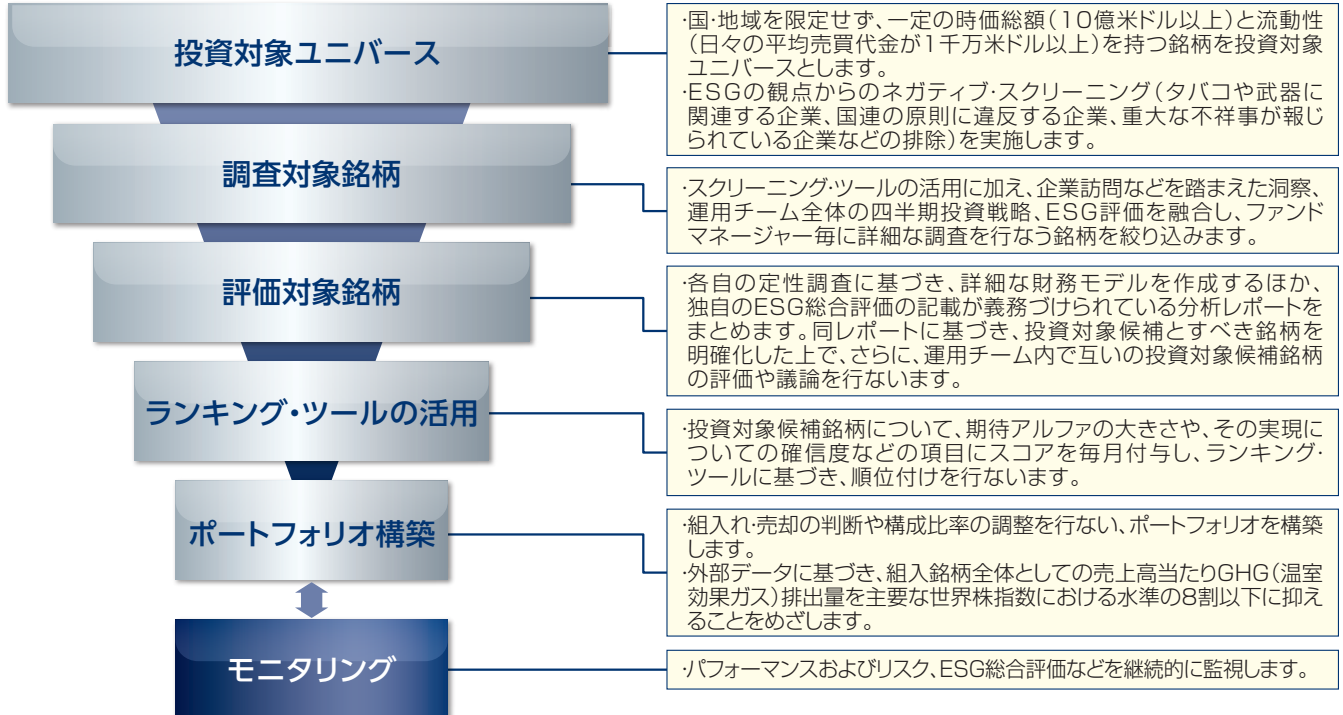 投資対象ユニバース
･国･地域を限定せず、一定の時価総額（10億米ドル以上）と流動性
（日々の平均売買代金が1千万米ドル以上）を持つ銘柄を投資対象
ユニバースとします。
･ESGの観点からのネガティブ･スクリーニング（タバコや武器に
関連する企業、国連の原則に違反する企業、重大な不祥事が報じ
られている企業などの排除）を実施します。
調査対象銘柄
･スクリーニング･ツールの活用に加え、企業訪問などを踏まえた洞察、
運用チーム全体の四半期投資戦略、ESG評価を融合し、ファンド
マネージャー毎に詳細な調査を行なう銘柄を絞り込みます。
評価対象銘柄
･各自の定性調査に基づき、詳細な財務モデルを作成するほか、
独自のESG総合評価の記載が義務づけられている分析レポートを
まとめます。同レポートに基づき、投資対象候補とすべき銘柄を
明確化した上で、さらに、運用チーム内で互いの投資対象候補銘柄
の評価や議論を行ないます。
ランキング･ツールの活用
･投資対象候補銘柄について、期待アルファの大きさや、その実現に
ついての確信度などの項目にスコアを毎月付与し、ランキング･
ツールに基づき、順位付けを行ないます。
ポートフォリオ構築
･組入れ･売却の判断や構成比率の調整を行ない、ポートフォリオを構築
します。
･外部データに基づき、組入銘柄全体としての売上高当たりGHG（温室
効果ガス）排出量を主要な世界株指数における水準の8割以下に抑え
ることをめざします。
モニタリング
･パフォーマンスおよびリスク、ESG総合評価などを継続的に監視します。